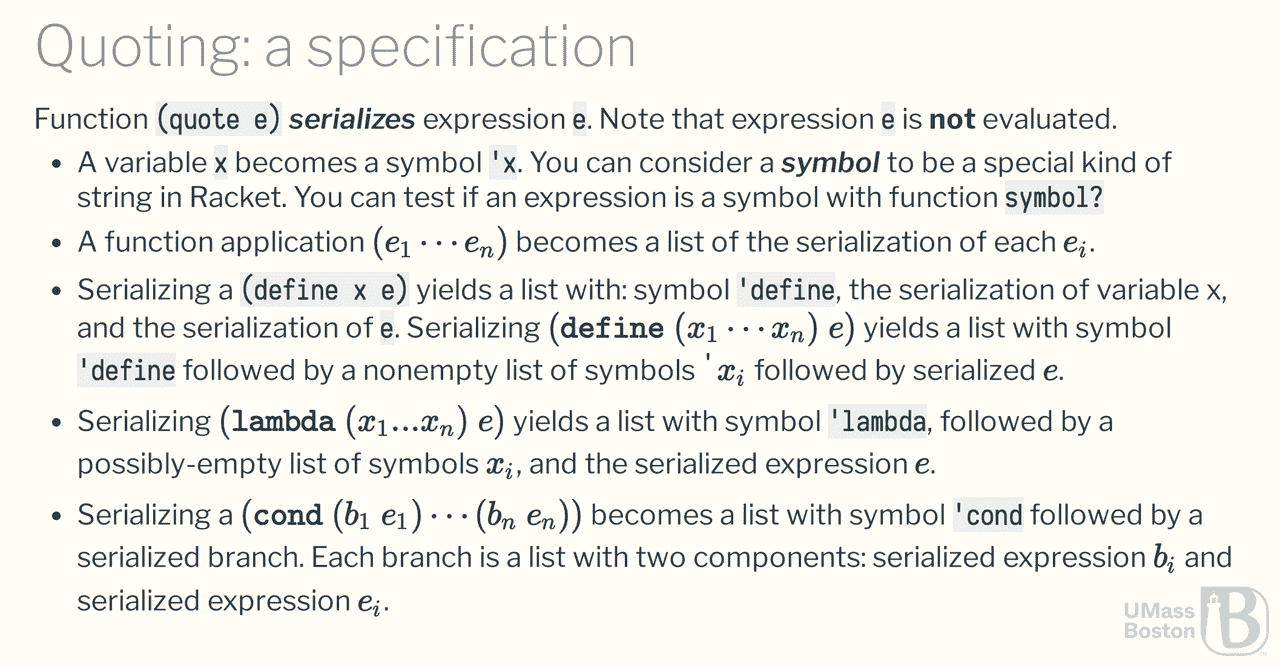 Quoting: a specification
Function (quote e) serializes expression e. Note that expression e is not evaluated.
• A variable x becomes a symbol 'x. You can consider a symbol to be a special kind of
string in Racket. You can test if an expression is a symbol with function symbol?
• A function application (e₁ ⋯ eₙ) becomes a list of the serialization of each eᵢ.
• Serializing a (define x e) yields a list with: symbol 'define, the serialization of variable x,
and the serialization of e. Serializing (define (x₁ ⋯ xₙ) e) yields a list with symbol
'define followed by a nonempty list of symbols 'xᵢ followed by serialized e.
• Serializing (lambda (x₁...xₙ) e) yields a list with symbol 'lambda, followed by a
possibly-empty list of symbols xᵢ, and the serialized expression e.
• Serializing a (cond (b₁ e₁) ⋯ (bₙ eₙ)) becomes a list with symbol 'cond followed by a
serialized branch. Each branch is a list with two components: serialized expression bᵢ and
serialized expression eᵢ.
UMass
Boston
B